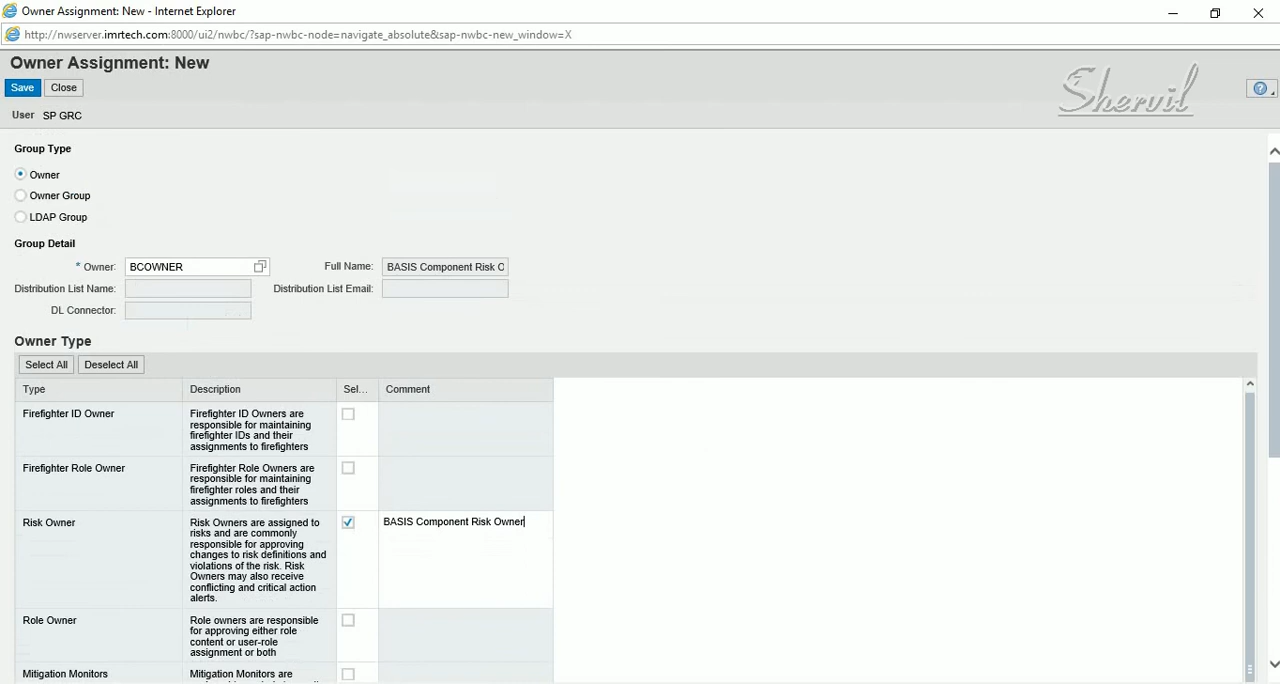 Owner Assignment: New - Internet Explorer
http://nwserver.imrtech.com:8000/ui2/nwbc/?sap-nwbc-node=navigate_absolute&sap-nwbc-new_window=X
Owner Assignment: New
Save Close
Shervil
User SP GRC
Group Type
Owner
Owner Group
LDAP Group
Group Detail
* Owner: BCOWNER Full Name: BASIS Component Risk O
Distribution List Name: Distribution List Email:
DL Connector:
Owner Type
Select All Deselect All
Type Description Sel... Comment
Firefighter ID Owner
Firefighter ID Owners are
responsible for maintaining
firefighter IDs and their
assignments to firefighters
Firefighter Role Owner
Firefighter Role Owners are
responsible for maintaining
firefighter roles and their
assignments to firefighters
Risk Owner
Risk Owners are assigned to
risks and are commonly
responsible for approving
changes to risk definitions and
violations of the risk. Risk
Owners may also receive
conflicting and critical action
alerts.
BASIS Component Risk Owner
Role Owner
Role owners are responsible
for approving either role
content or user-role
assignment or both
Mitigation Monitors
Mitigation Monitors are